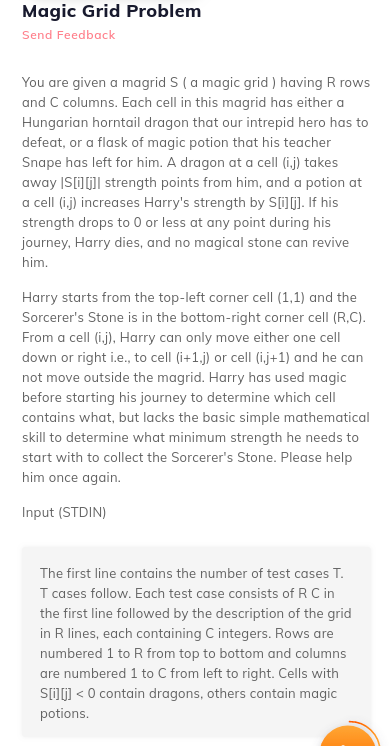 Magic Grid Problem
Send Feedback
You are given a magrid S ( a magic grid ) having R rows
and C columns. Each cell in this magrid has either a
Hungarian horntail dragon that our intrepid hero has to
defeat, or a flask of magic potion that his teacher
Snape has left for him. A dragon at a cell (i,j) takes
away |S[i][j]| strength points from him, and a potion at
a cell (i,j) increases Harry's strength by S[i][j]. If his
strength drops to 0 or less at any point during his
journey, Harry dies, and no magical stone can revive
him.
Harry starts from the top-left corner cell (1,1) and the
Sorcerer's Stone is in the bottom-right corner cell (R,C).
From a cell (i,j), Harry can only move either one cell
down or right i.e., to cell (i+1,j) or cell (i,j+1) and he can
not move outside the magrid. Harry has used magic
before starting his journey to determine which cell
contains what, but lacks the basic simple mathematical
skill to determine what minimum strength he needs to
start with to collect the Sorcerer's Stone. Please help
him once again.
Input (STDIN)
The first line contains the number of test cases T.
T cases follow. Each test case consists of R C in
the first line followed by the description of the grid
in R lines, each containing C integers. Rows are
numbered 1 to R from top to bottom and columns
are numbered 1 to C from left to right. Cells with
S[i][j] < 0 contain dragons, others contain magic
potions.